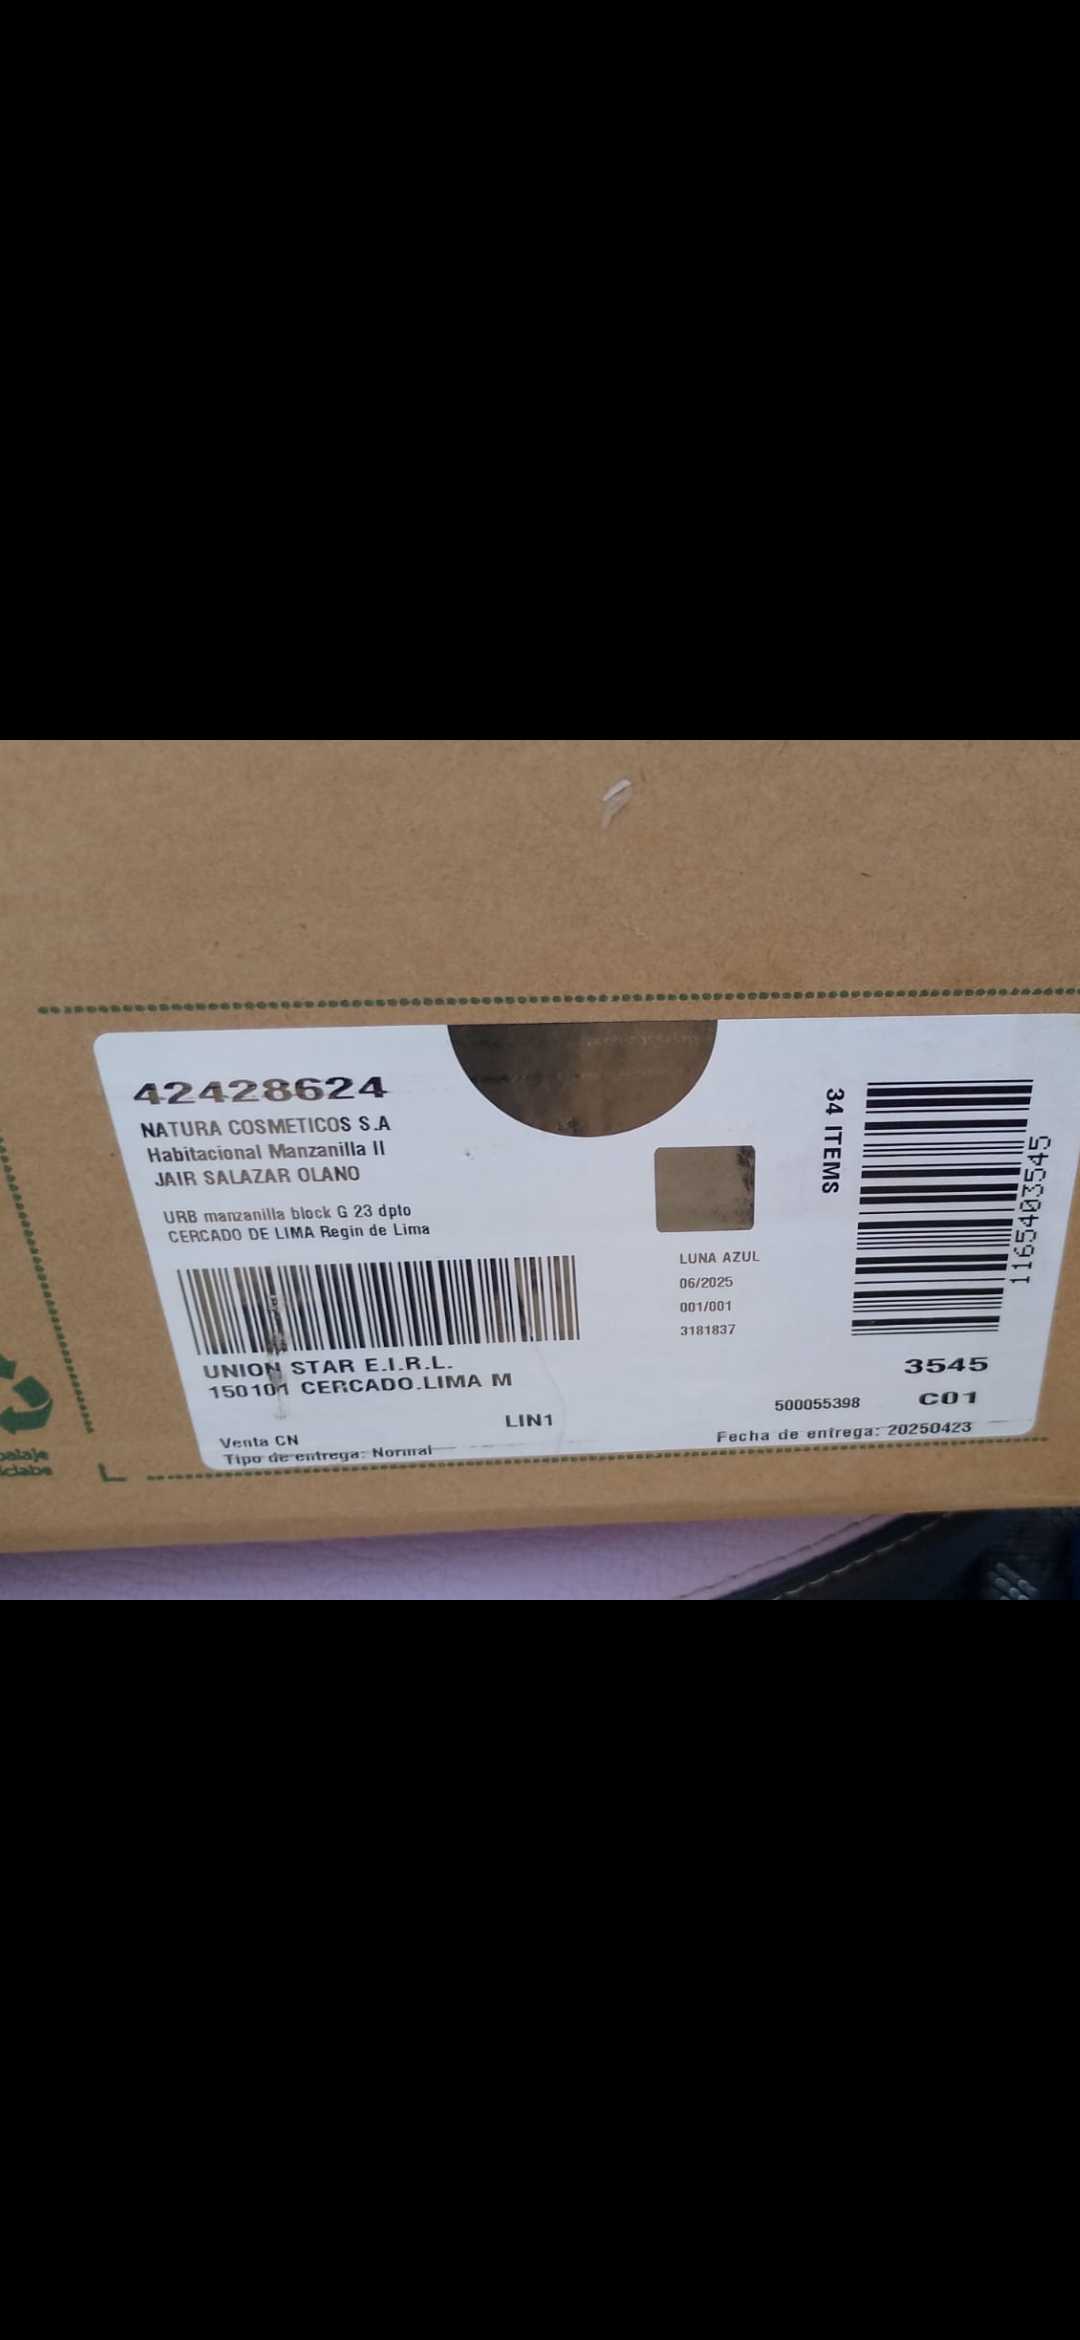 42428624
NATURA COSMETICOS S.A
Habitacional Manzanilla II
JAIR SALAZAR OLANO
URB manzanilla block G 23 dpto
CERCADO DE LIMA Regin de Lima
UNION STAR E.I.R.L.
150101 CERCADO.LIMA M
LIN1
Venta CN
Tipo de entrega: Normal
34 ITEMS
1165403545
LUNA AZUL
06/2025
001/001
3181837
3545
500055398
C01
Fecha de entrega: 20250423